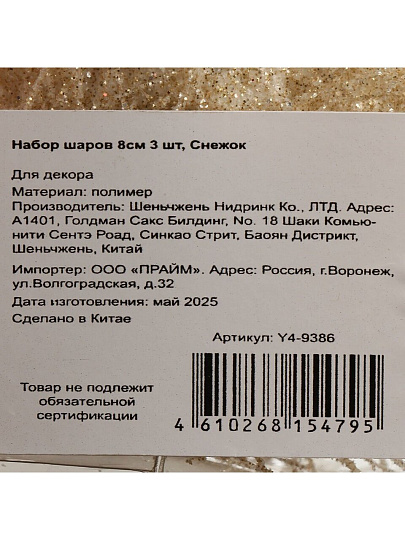 Набор шаров 8см 3 шт, Снежок
Для декора
Материал: полимер
Производитель: Шеньчжень Нидринк Ко., ЛТД. Адрес:
А1401, Голдман Сакс Билдинг, No. 18 Шаки Комью-
нити Сентэ Роад, Синкао Стрит, Баоян Дистрикт,
Шеньчжень, Китай
Импортер: ООО «ПРАЙМ». Адрес: Россия, г.Воронеж,
ул.Волгоградская, д.32
Дата изготовления: май 2025
Сделано в Китае
Артикул: Y4-9386
Товар не подлежит
обязательной
сертификации
4 610268 154795